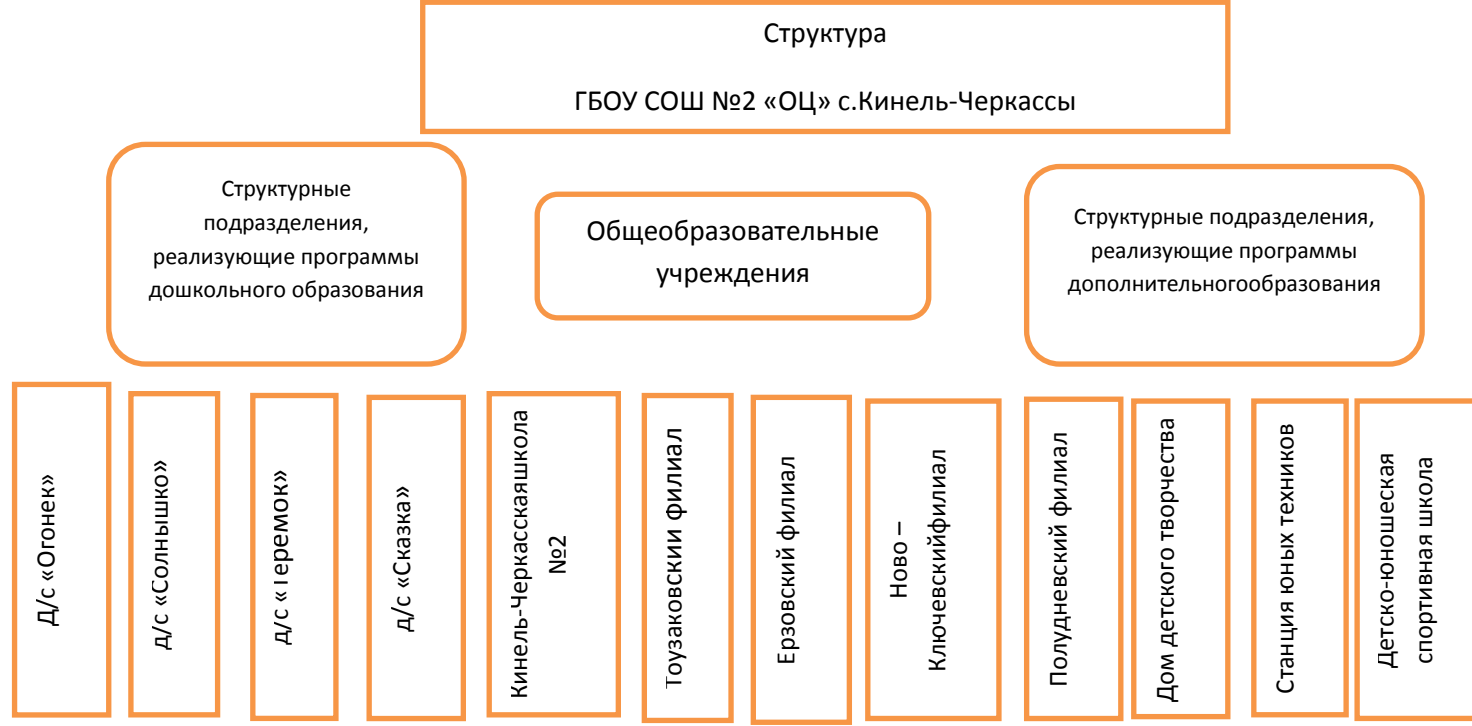 Структура
ГБОУ СОШ №2 «ОЦ» с.Кинель-Черкассы
Структурные
подразделения,
реализующие программы
дошкольного образования
Общеобразовательные
учреждения
Структурные подразделения,
реализующие программы
дополнительногообразования
Д/с «Огонек»
д/с «Солнышко»
д/с «Теремок»
д/с «Сказка»
Кинель-Черкасскаяшкола
№2
Тоузаковский филиал
Ерзовский филиал
Ново –
Ключевскийфилиал
Полудневский филиал
Дом детского творчества
Станция юных техников
Детско-юношеская
спортивная школа